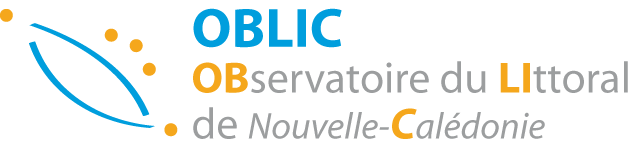 OBLIC
OBservatoire du LIttoral
de Nouvelle-Calédonie